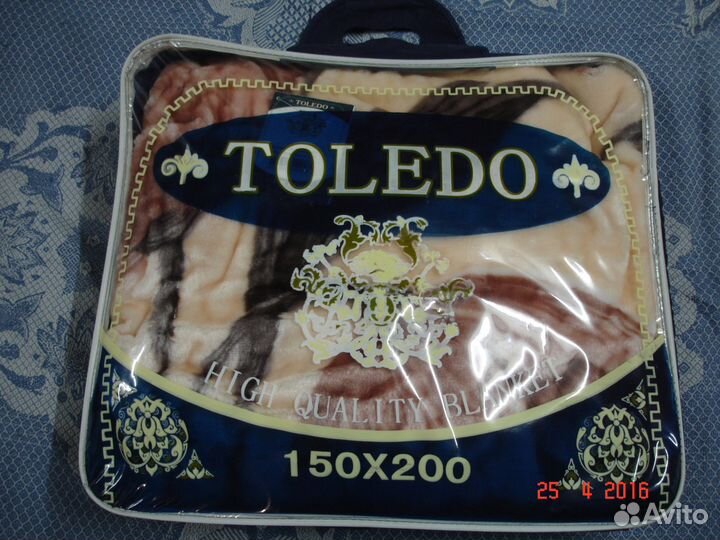 TOLEDO
TOLEDO
HIGH QUALITY BLANKET
150X200
25 4 2016
Avito